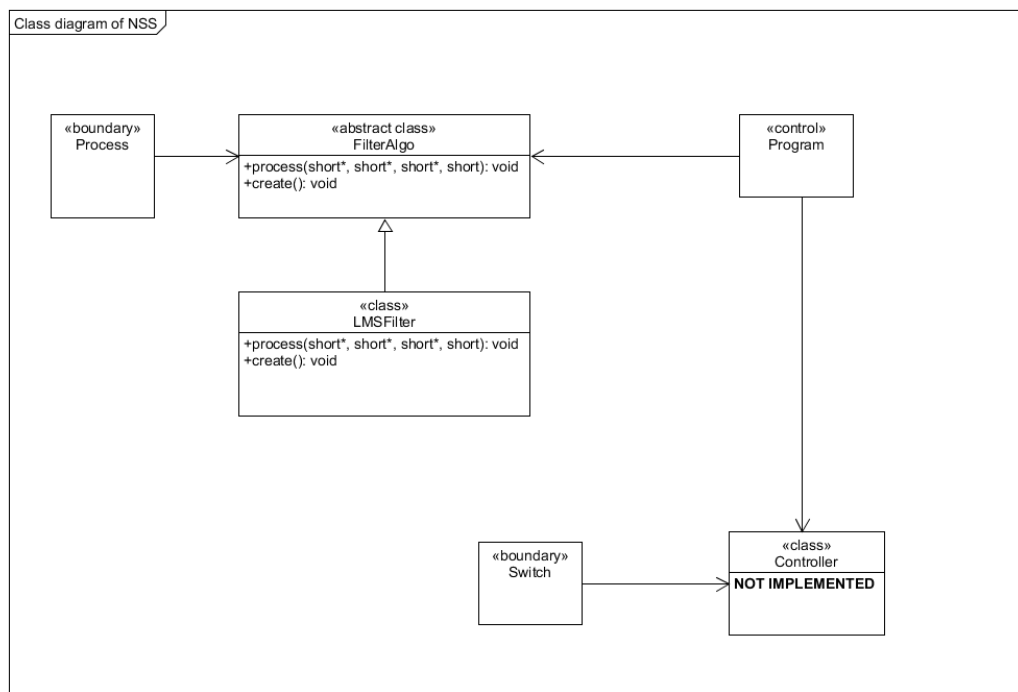 Class diagram of NSS
«boundary»
Process
«abstract class»
FilterAlgo
+process(short*, short*, short*, short): void
+create(): void
«control»
Program
«class»
LMSFilter
+process(short*, short*, short*, short): void
+create(): void
«boundary»
Switch
«class»
Controller
NOT IMPLEMENTED